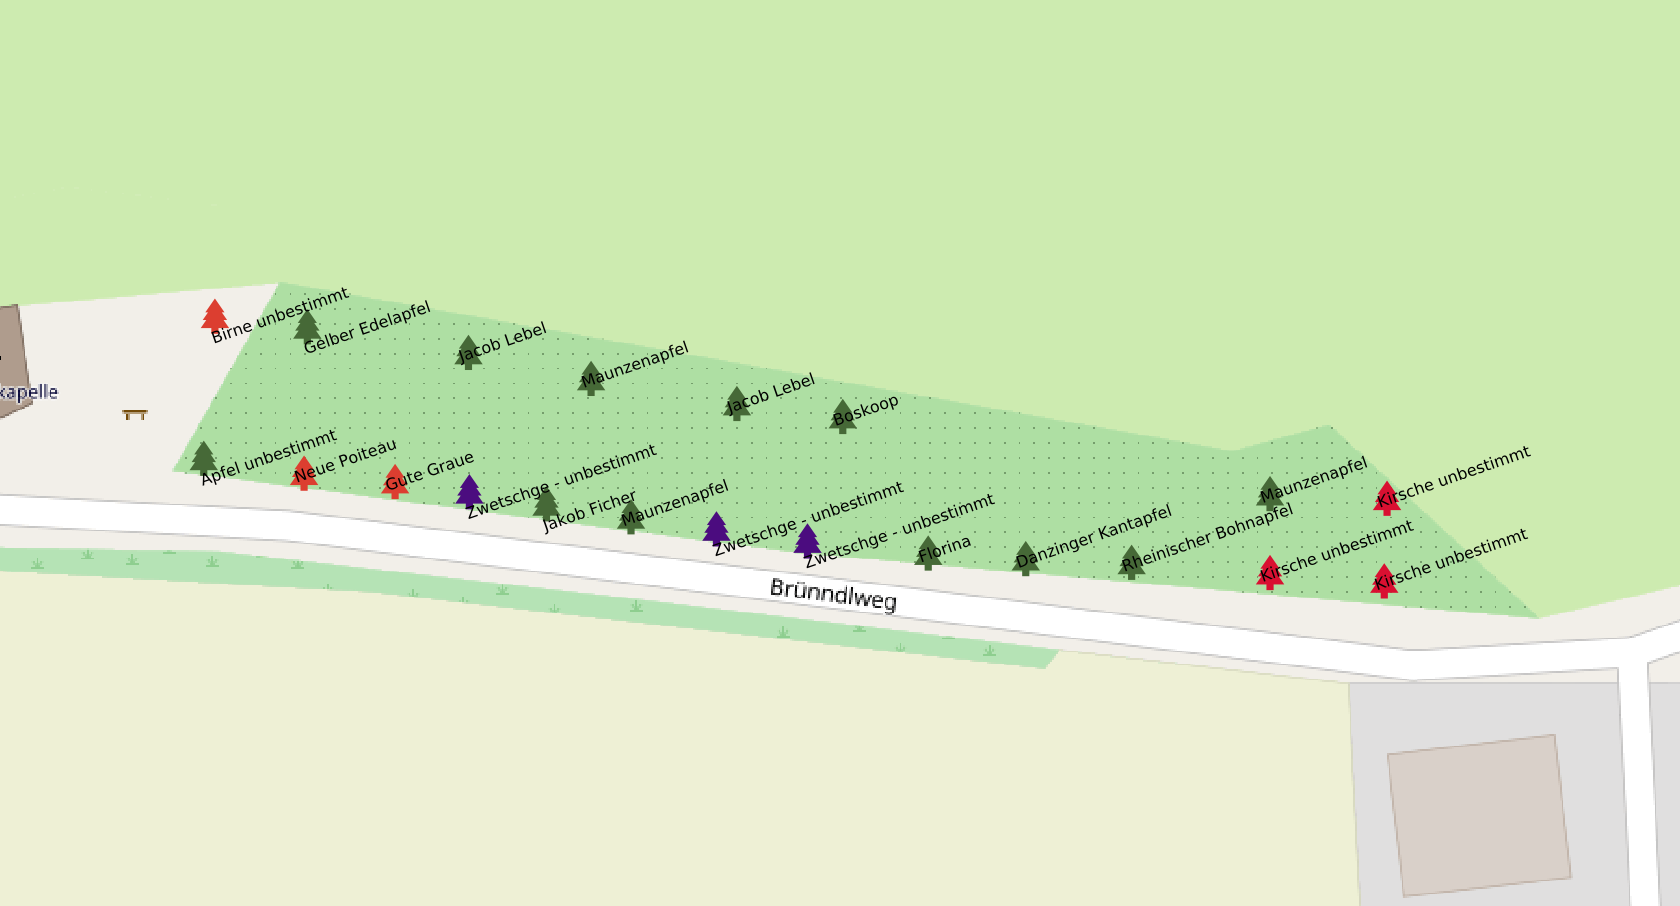 Birne unbestimmt
Gelber Edelapfel
Jacob Lebel
Maunzenapfel
Jacob Lebel
Boskoop
kapelle
Apfel unbestimmt
Neue Poiteau
Gute Graue
Zwetschge - unbestimmt
Jakob Ficher
Maunzenapfel
Zwetschge - unbestimmt
Zwetschge - unbestimmt
Florina
Danzinger Kantapfel
Rheinischer Bohnapfel
Maunzenapfel
Kirsche unbestimmt
Kirsche unbestimmt
Kirsche unbestimmt
Brünndlweg